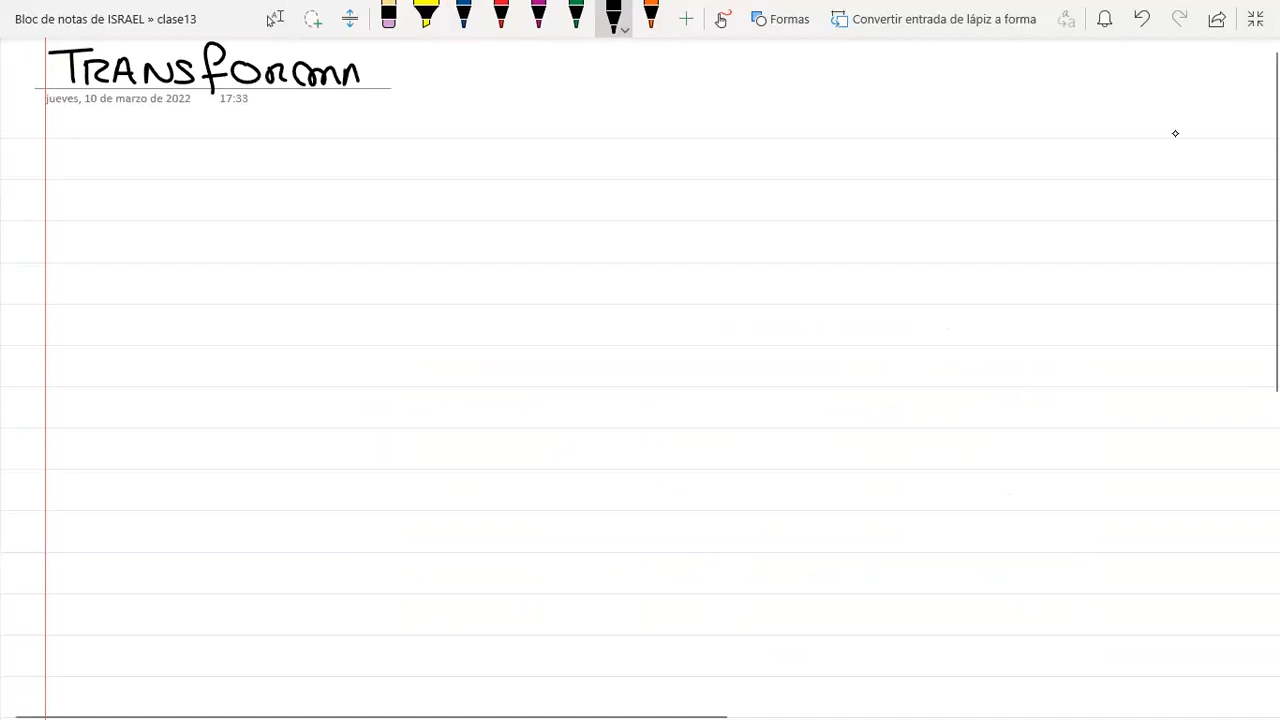 Bloc de notas de ISRAEL » clase13
Formas
Convertir entrada de lápiz a forma
jueves, 10 de marzo de 2022 17:33